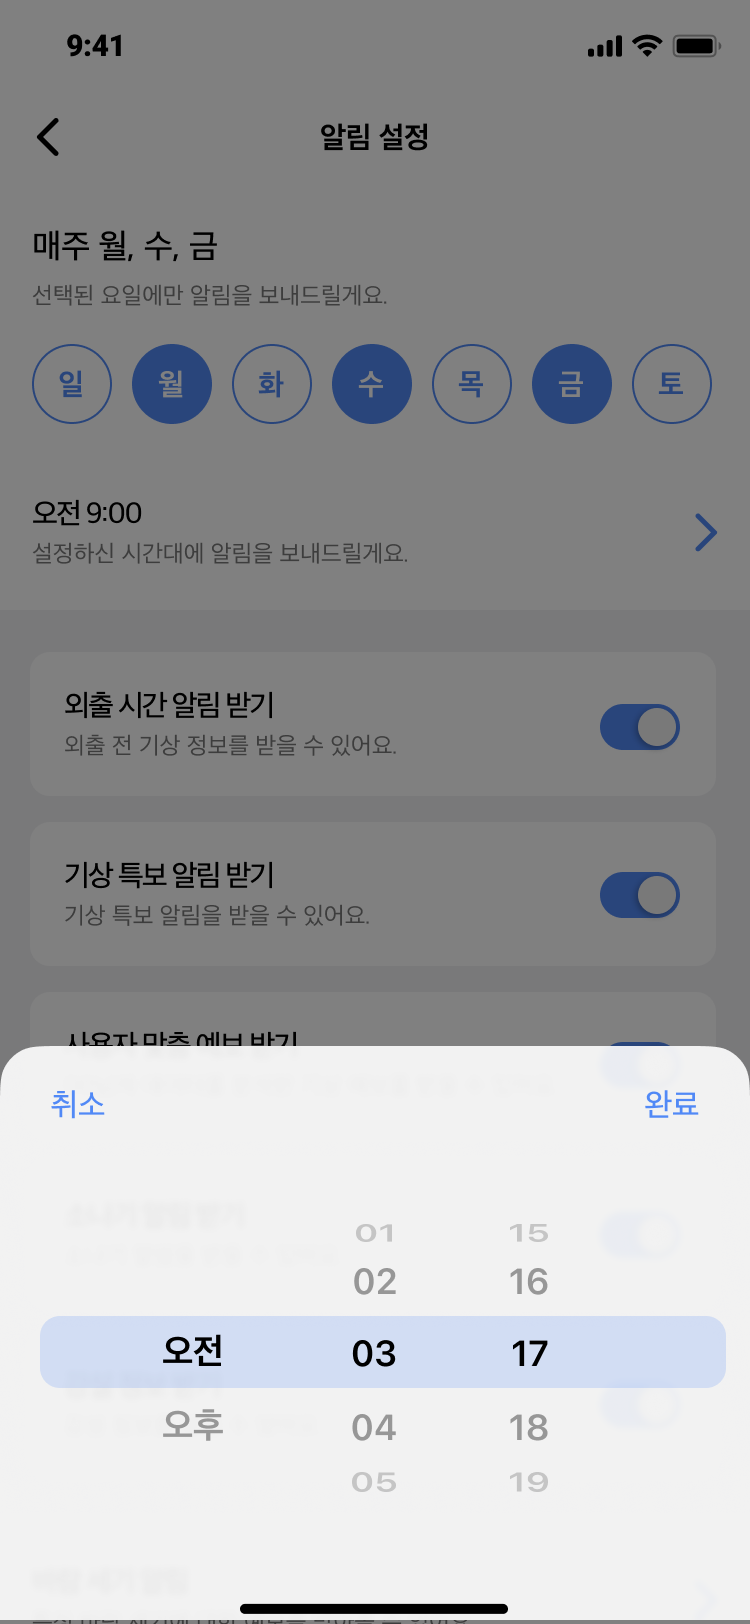 9:41
알림 설정
매주 월, 수, 금
선택된 요일에만 알림을 보내드릴게요.
일 월 화 수 목 금 토
오전 9:00
설정하신 시간대에 알림을 보내드릴게요.
외출 시간 알림 받기
외출 전 기상 정보를 받을 수 있어요.
기상 특보 알림 받기
기상 특보 알림을 받을 수 있어요.
사용자 맞춤 예보 받기
취소 완료
01 15
02 16
오전 03 17
오후 04 18
05 19